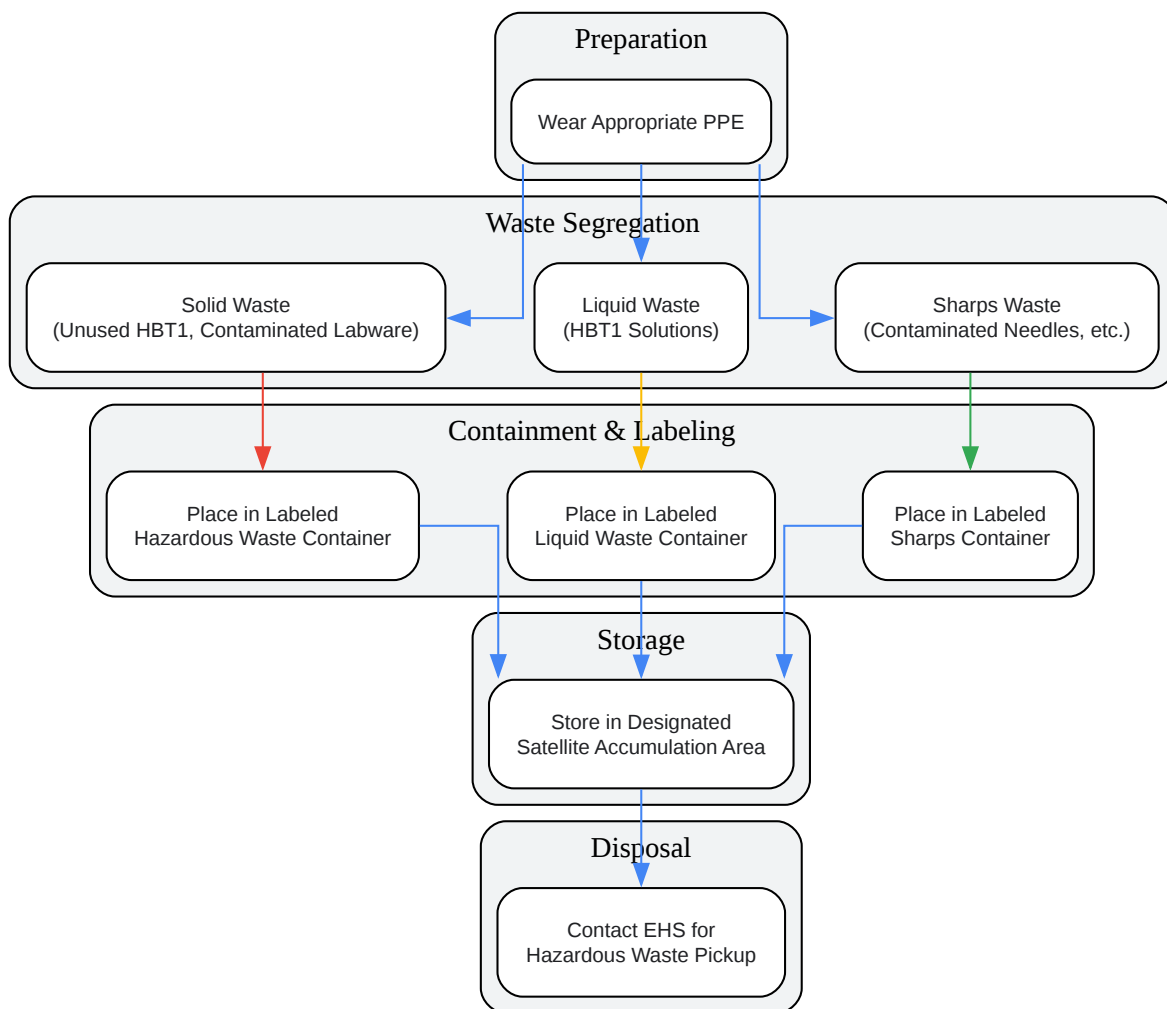 Preparation
Wear Appropriate PPE
Waste Segregation
Solid Waste
(Unused HBT1, Contaminated Labware)
Liquid Waste
(HBT1 Solutions)
Sharps Waste
(Contaminated Needles, etc.)
Containment & Labeling
Place in Labeled
Hazardous Waste Container
Place in Labeled
Liquid Waste Container
Place in Labeled
Sharps Container
Storage
Store in Designated
Satellite Accumulation Area
Disposal
Contact EHS for
Hazardous Waste Pickup